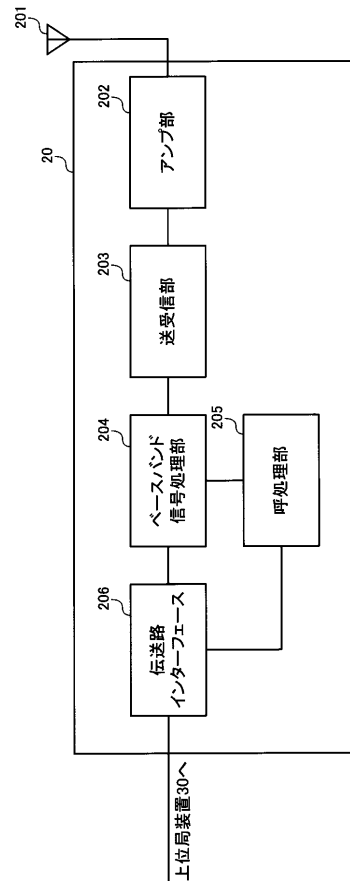 201
20
202
アンプ部
203
送受信部
204
ベースバンド
信号処理部
205
呼処理部
206
伝送路
インターフェース
上位局装置30へ